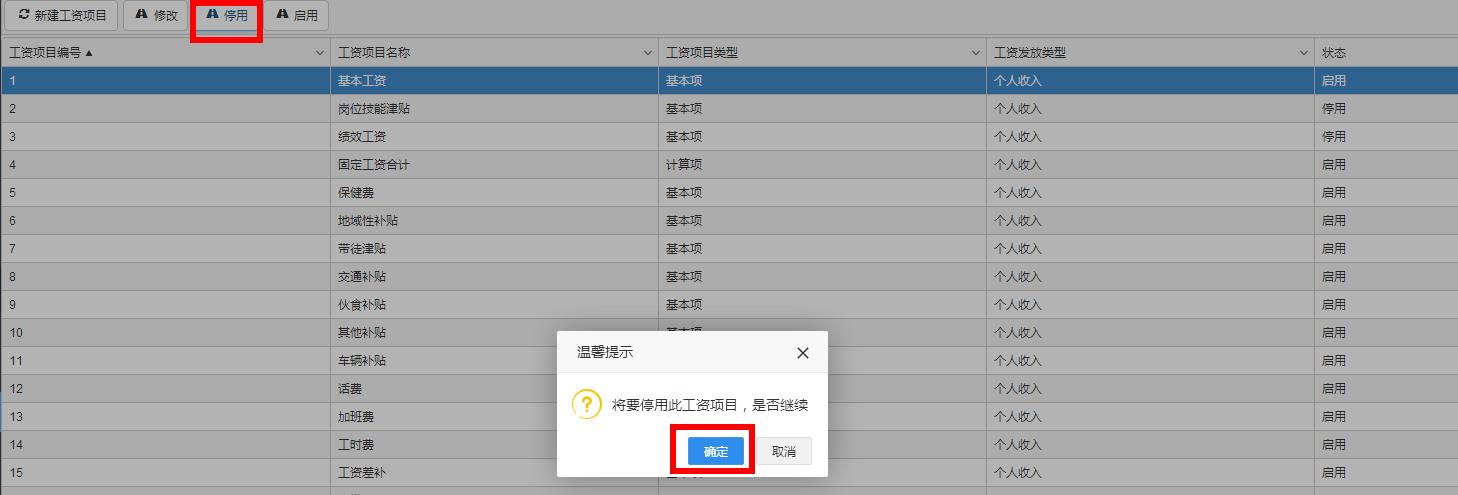 新建工资项目 修改 停用 启用
工资项目编号 工资项目名称 工资项目类型 工资发放类型 状态
1 基本工资 基本项 个人收入 启用
2 岗位技能津贴 基本项 个人收入 停用
3 绩效工资 基本项 个人收入 停用
4 固定工资合计 计算项 个人收入 启用
5 保健费 基本项 个人收入 启用
6 地域性补贴 基本项 个人收入 启用
7 带徒津贴 基本项 个人收入 启用
8 交通补贴 基本项 个人收入 启用
9 伙食补贴 基本项 个人收入 启用
10 其他补贴 个人收入 启用
11 车辆补贴 个人收入 启用
12 话费 个人收入 启用
13 加班费 个人收入 启用
14 工时费 个人收入 启用
15 工资差补 个人收入 启用
温馨提示
将要停用此工资项目，是否继续
确定 取消